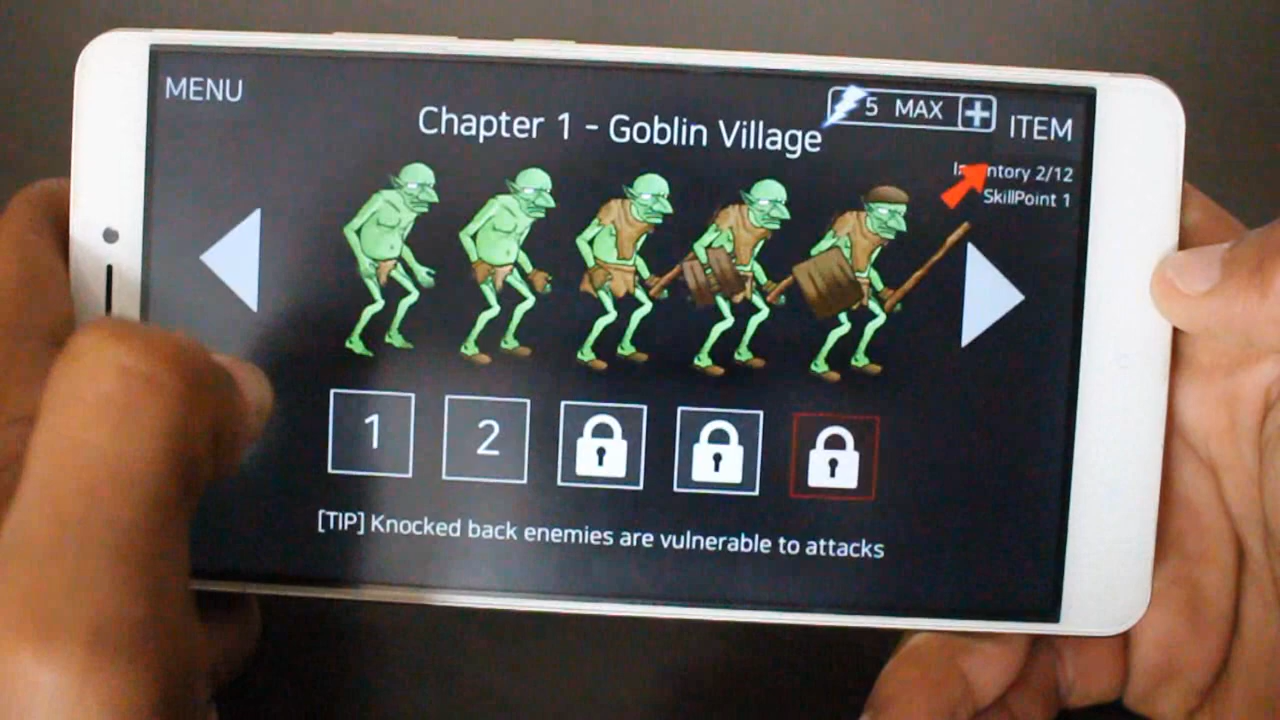 MENU
Chapter 1 - Goblin Village
5 MAX +
ITEM
2/12
SkillPoint 1
1
2
[TIP] Knocked back enemies are vulnerable to attacks